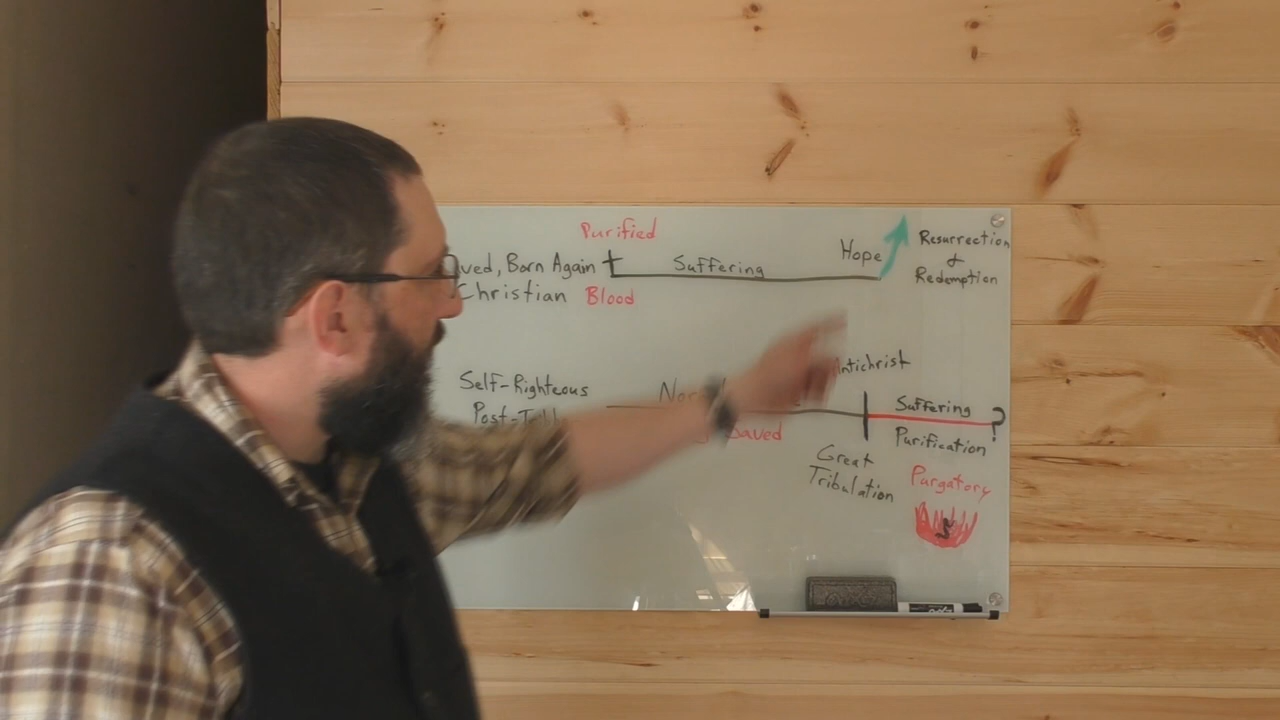 Purified
ved, Born Again Suffering Hope
Resurrection
&
Redemption
Christian Blood
Antichrist
Self-Righteous
Suffering
?
Saved
Purification
Great
Tribulation
Purgatory